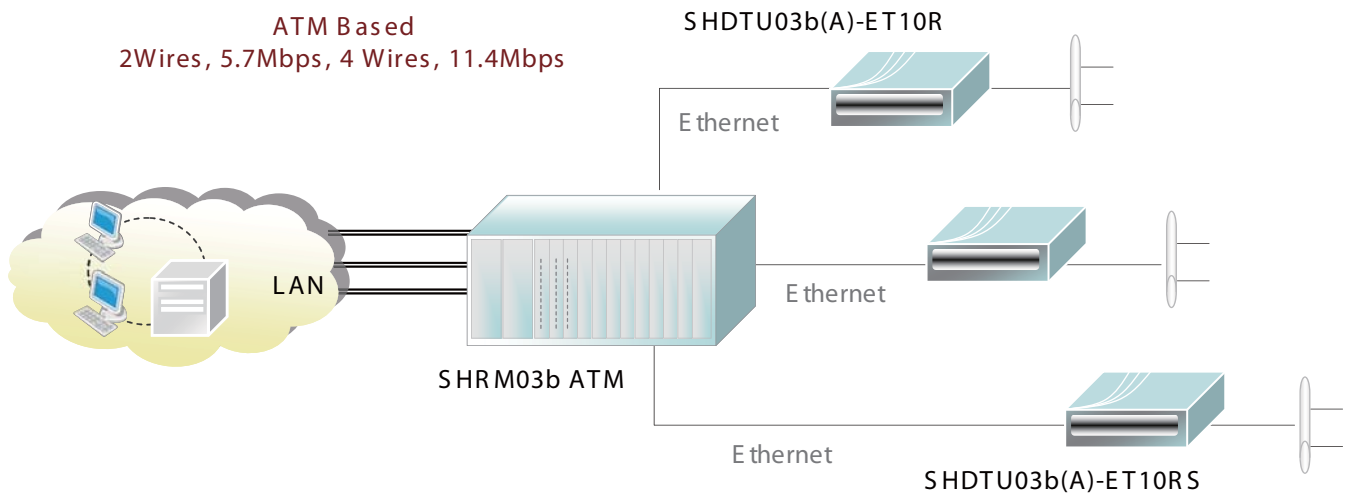 ATM Based
2Wires, 5.7Mbps, 4 Wires, 11.4Mbps
SHDTU03b(A)-ET10R
Ethernet
LAN
Ethernet
SHRM03b ATM
Ethernet
SHDTU03b(A)-ET10RS